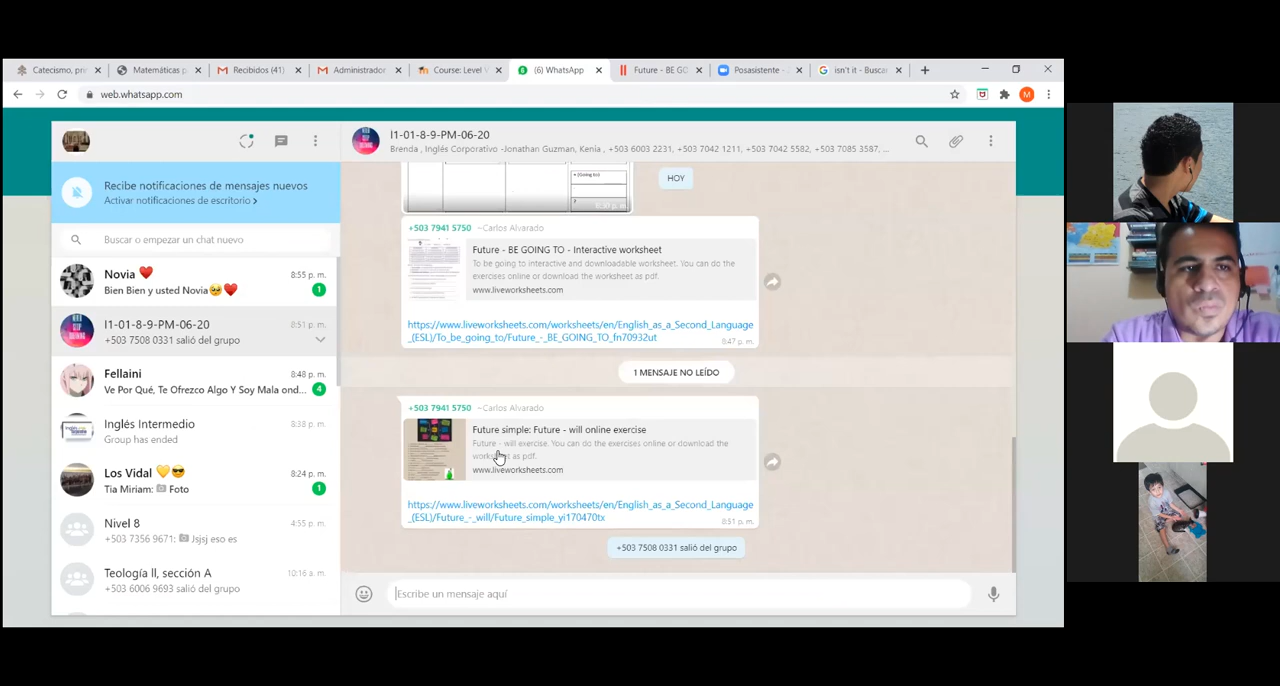 Catecismo, pri
Matemáticas p
Recibidos (41)
Administrador
Course: Level V
(6) WhatsApp
Future - BE GO
Posasistente -
isn't it - Busca
web.whatsapp.com
M
I1-01-8-9-PM-06-20
Brenda , Inglés Corporativo -Jonathan Guzman, Kenia , +503 6003 2231, +503 7042 1211, +503 7042 5582, +503 7085 3587, ...
Recibe notificaciones de mensajes nuevos
Activar notificaciones de escritorio >
Buscar o empezar un chat nuevo
Novia
8:55 p. m.
Bien Bien y usted Novia
1
I1-01-8-9-PM-06-20
8:51 p. m.
+503 7508 0331 salió del grupo
Fellaini
8:48 p. m.
Ve Por Qué, Te Ofrezco Algo Y Soy Mala ond...
4
Inglés Intermedio
8:38 p. m.
Group has ended
Los Vidal
8:24 p. m.
Tia Miriam: Foto
1
Nivel 8
4:55 p. m.
+503 7356 9671: Jsjsj eso es
Teología II, sección A
10:16 a. m.
+503 6006 9693 salió del grupo
HOY
+503 7941 5750 ~Carlos Alvarado
Future - BE GOING TO - Interactive worksheet
To be going to interactive and downloadable worksheet. You can do the
exercises online or download the worksheet as pdf.
www.liveworksheets.com
https://www.liveworksheets.com/worksheets/en/English_as_a_Second_Language
_(ESL)/To_be_going_to/Future_-_BE_GOING_TO_fn70932ut
8:47 p. m.
1 MENSAJE NO LEÍDO
+503 7941 5750 ~Carlos Alvarado
Future simple: Future - will online exercise
Future - will exercise. You can do the exercises online or download the
as pdf.
www.liveworksheets.com
https://www.liveworksheets.com/worksheets/en/English_as_a_Second_Language
_(ESL)/Future_-_will/Future_simple_yi170470tx
8:51 p. m.
+503 7508 0331 salió del grupo
Escribe un mensaje aquí